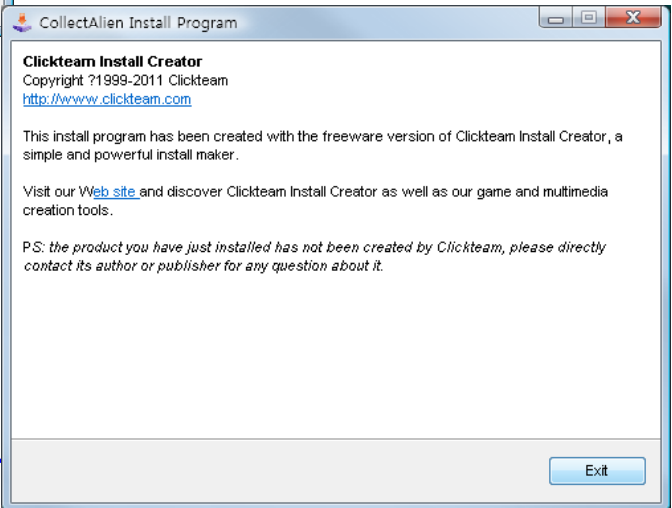 CollectAlien Install Program
Clickteam Install Creator
Copyright ?1999-2011 Clickteam
http://www.clickteam.com
This install program has been created with the freeware version of Clickteam Install Creator, a
simple and powerful install maker.
Visit our Web site and discover Clickteam Install Creator as well as our game and multimedia
creation tools.
PS: the product you have just installed has not been created by Clickteam, please directly
contact its author or publisher for any question about it.
Exit